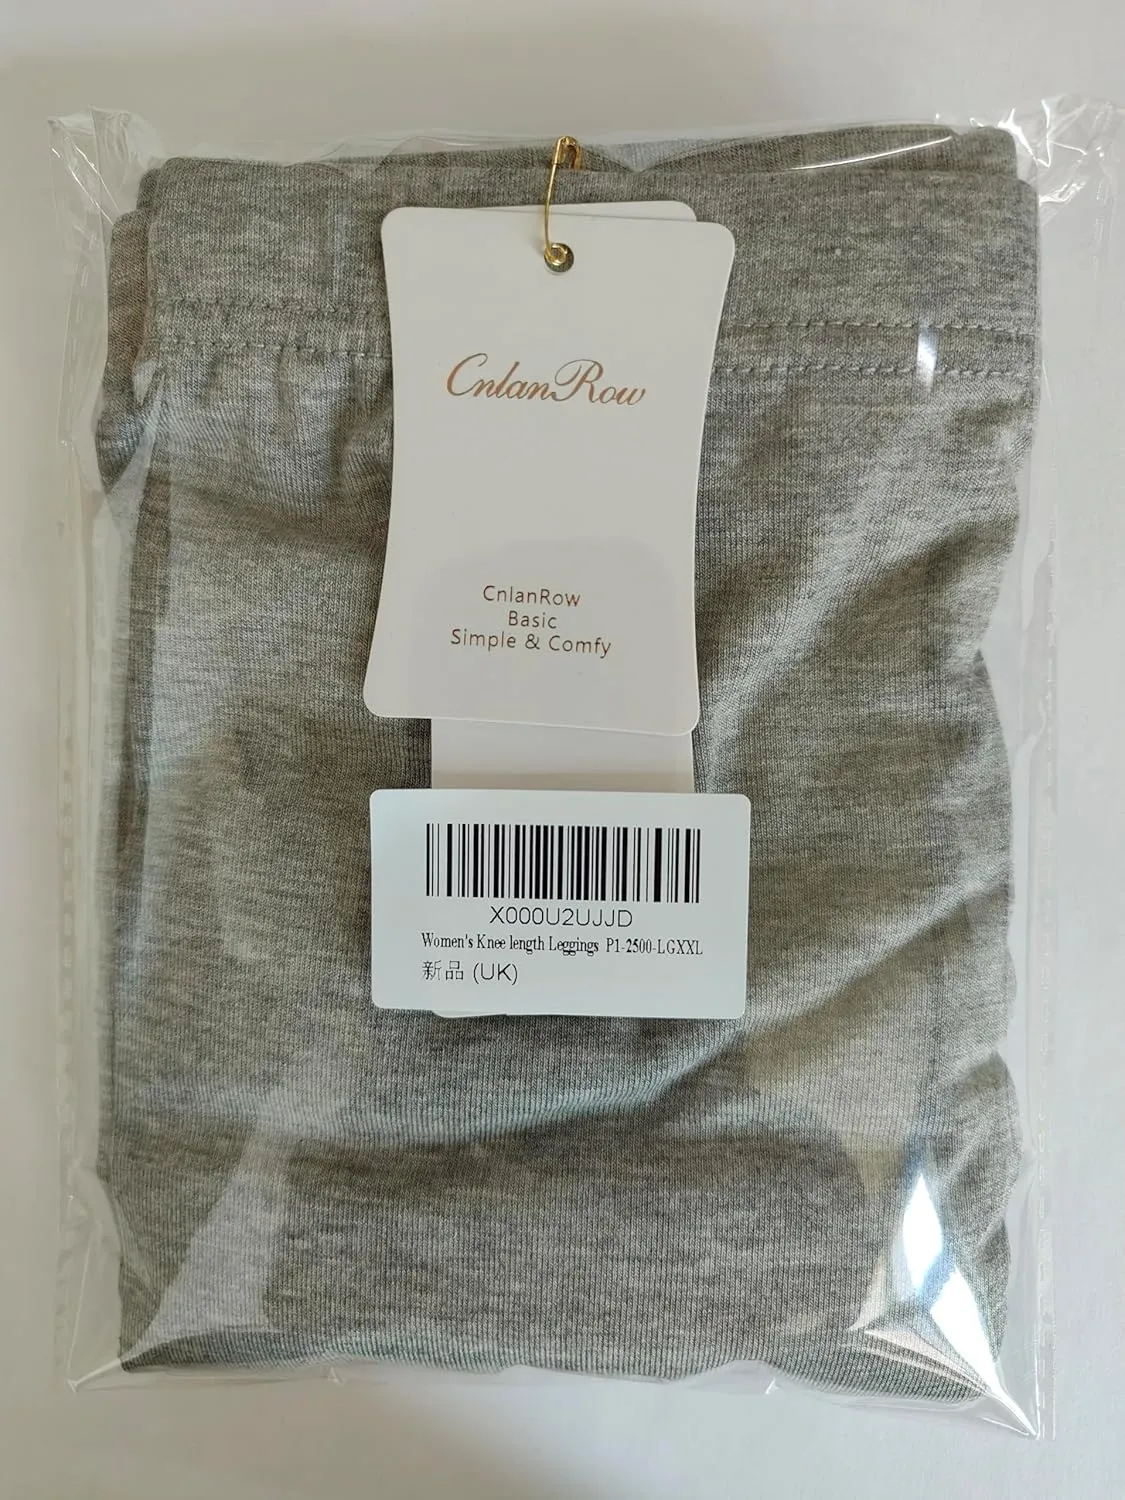 CnlanRow
CnlanRow
Basic
Simple & Comfy
X000U2UJJD
Women's Knee length Leggings P1-2500-LGXXL
新品 (UK)